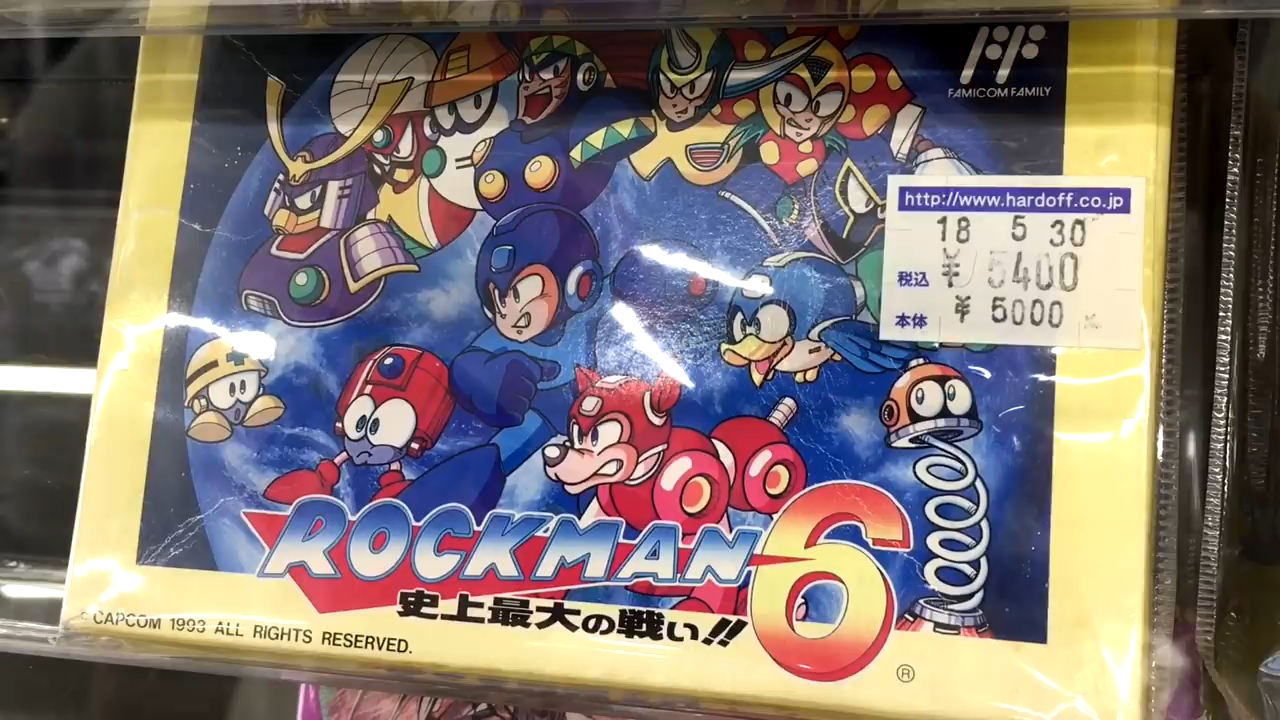 FAMICOM FAMILY
http://www.hardoff.co.jp
18 5 30
税込 ¥ 5400
本体 ¥ 5000
ROCKMAN 6
史上最大の戦い!!
©CAPCOM 1993 ALL RIGHTS RESERVED.
®